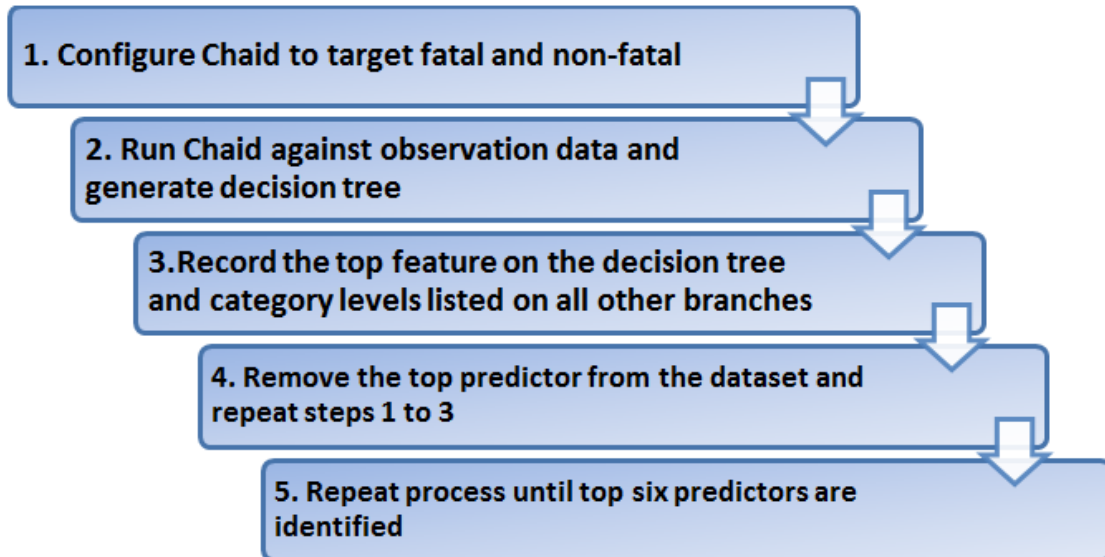 1. Configure Chaid to target fatal and non-fatal
2. Run Chaid against observation data and
generate decision tree
3.Record the top feature on the decision tree
and category levels listed on all other branches
4. Remove the top predictor from the dataset and
repeat steps 1 to 3
5. Repeat process until top six predictors are
identified